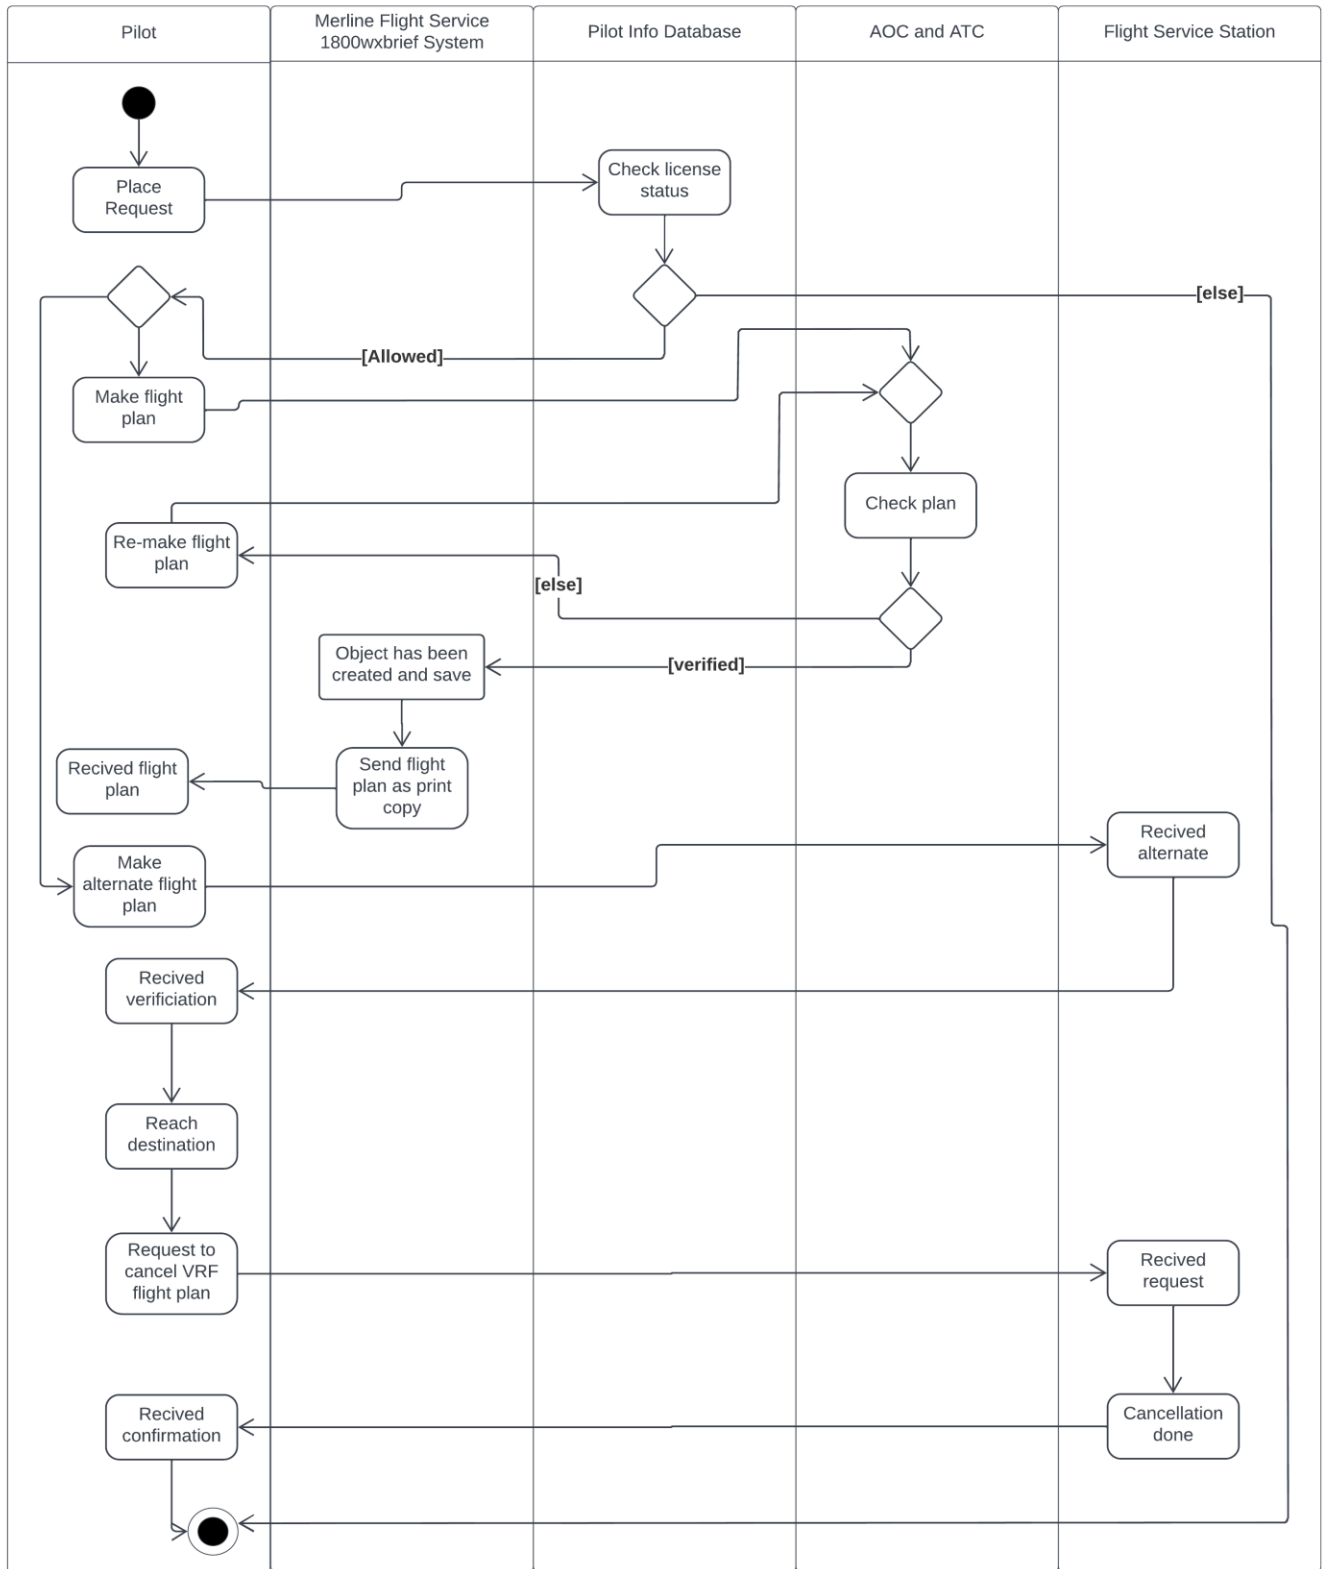 Pilot
Merline Flight Service
1800wxbrief System
Pilot Info Database
AOC and ATC
Flight Service Station
Place
Request
Check license
status
[else]
[Allowed]
Make flight
plan
Check plan
Re-make flight
plan
[else]
Object has been
created and save
[verified]
Recived flight
plan
Send flight
plan as print
copy
Recived
alternate
Make
alternate flight
plan
Recived
verificiation
Reach
destination
Request to
cancel VRF
flight plan
Recived
request
Recived
confirmation
Cancellation
done